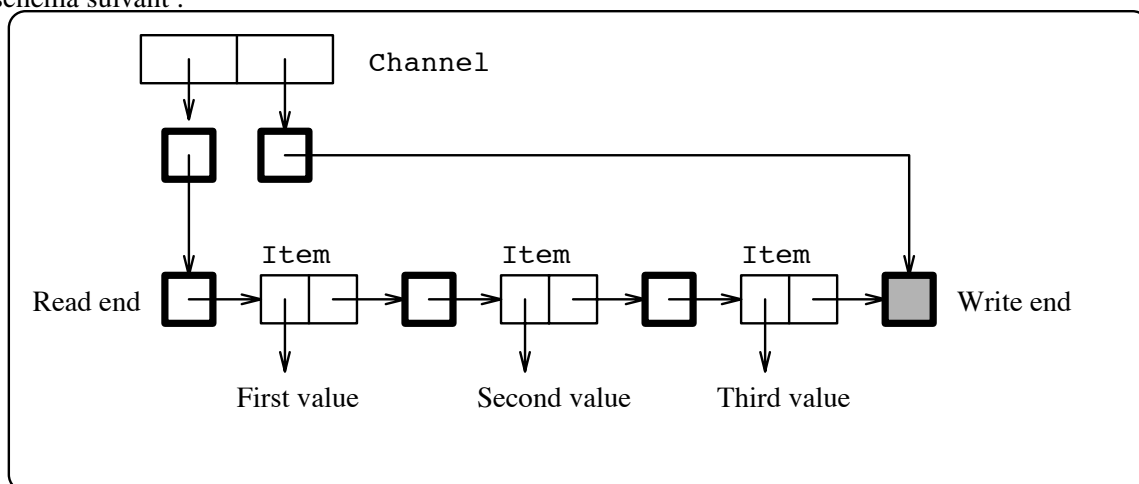 schéma suivant :
Channel
Item Item Item
Read end Write end
First value Second value Third value